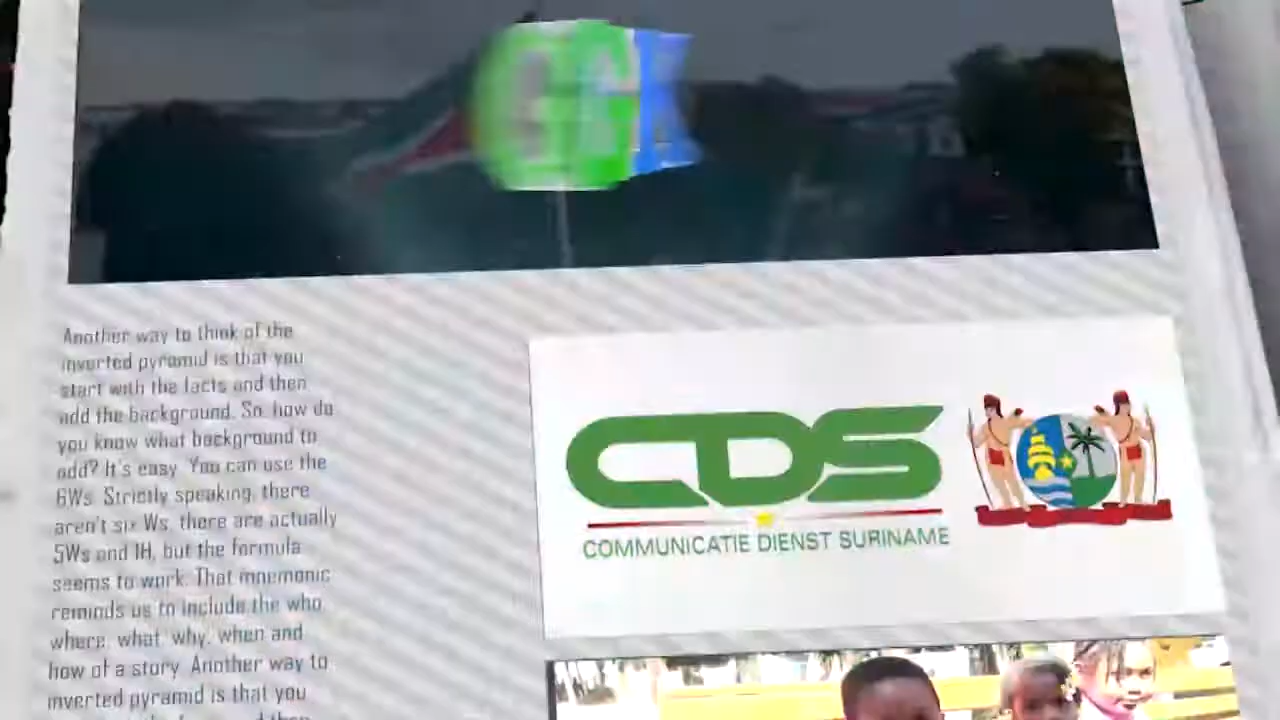 Another way to think of the
inverted pyramid is that you
start with the facts and then
add the background. So, how do
you know what background to
add? It's easy. You can use the
6Ws. Strictly speaking, there
aren't six Ws, there are actually
5Ws and 1H, but the formula
seems to work. That mnemonic
reminds us to include the who,
where, what, why, when and
how of a story. Another way to
inverted pyramid is that you
CDS
COMMUNICATIE DIENST SURINAME